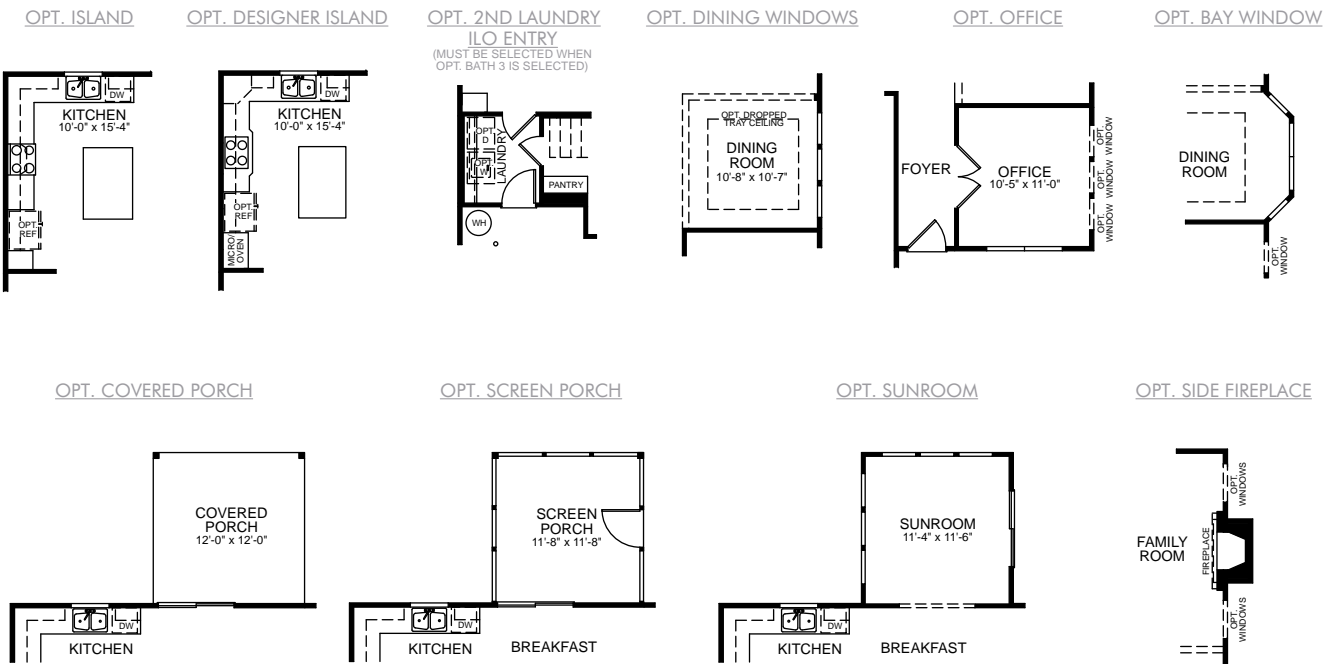 OPT. ISLAND
KITCHEN
10'-0" x 15'-4"
DW
OPT.
REF
OPT. DESIGNER ISLAND
KITCHEN
10'-0" x 15'-4"
DW
OPT.
REF
MICRO/
OVEN
OPT. 2ND LAUNDRY
ILO ENTRY
(MUST BE SELECTED WHEN
OPT. BATH 3 IS SELECTED)
OPT.
D
OPT.
W
LAUNDRY
PANTRY
WH
OPT. DINING WINDOWS
OPT. DROPPED
TRAY CEILING
DINING
ROOM
10'-8" x 10'-7"
OPT. OFFICE
FOYER
OFFICE
10'-5" x 11'-0"
OPT.
WINDOW
OPT.
WINDOW
OPT.
WINDOW
OPT. BAY WINDOW
DINING
ROOM
OPT.
WINDOW
OPT. COVERED PORCH
COVERED
PORCH
12'-0" x 12'-0"
DW
KITCHEN
OPT. SCREEN PORCH
SCREEN
PORCH
11'-8" x 11'-8"
DW
KITCHEN
BREAKFAST
OPT. SUNROOM
SUNROOM
11'-4" x 11'-6"
DW
KITCHEN
BREAKFAST
OPT. SIDE FIREPLACE
OPT.
WINDOWS
FAMILY
ROOM
FIREPLACE
OPT.
WINDOWS